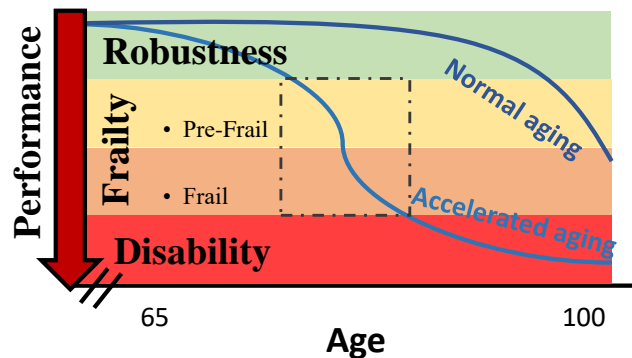 Performance
Robustness
Frailty
• Pre-Frail
• Frail
Disability
Normal aging
Accelerated aging
65
100
Age